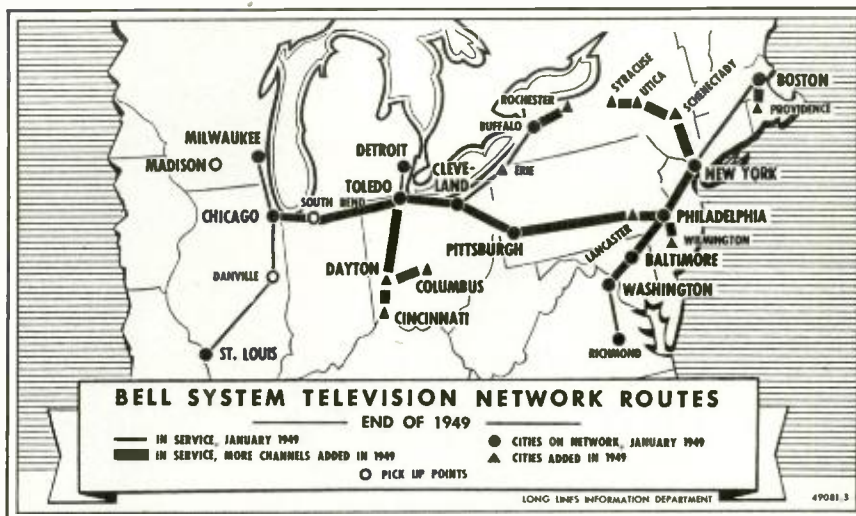 SYRACUSE
UTICA
SCHENECTADY
BOSTON
PROVIDENCE
ROCHESTER
BUFFALO
MILWAUKEE
MADISON
DETROIT
CLEVE-
LAND
ERIE
TOLEDO
NEW YORK
SOUTH BEND
CHICAGO
PHILADELPHIA
PITTSBURGH
LANCASTER
WILMINGTON
BALTIMORE
DANVILLE
DAYTON
COLUMBUS
WASHINGTON
CINCINNATI
ST. LOUIS
RICHMOND
BELL SYSTEM TELEVISION NETWORK ROUTES
END OF 1949
IN SERVICE, JANUARY 1949
IN SERVICE, MORE CHANNELS ADDED IN 1949
CITIES ON NETWORK, JANUARY 1949
CITIES ADDED IN 1949
PICK UP POINTS
LONG LINES INFORMATION DEPARTMENT
49081.3